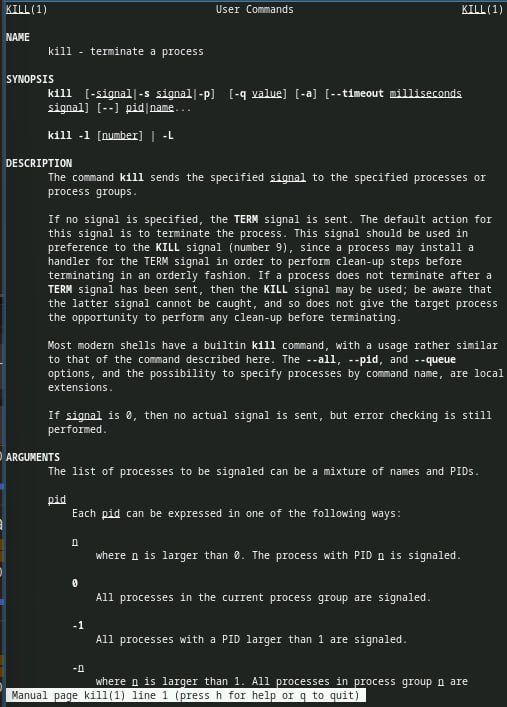 KILL(1) User Commands KILL(1)
NAME
kill - terminate a process
SYNOPSIS
kill [-signal|-s signal|-p] [-q value] [-a] [--timeout milliseconds
signal] [--] pid|name...
kill -l [number] | -L
DESCRIPTION
The command kill sends the specified signal to the specified processes or
process groups.
If no signal is specified, the TERM signal is sent. The default action for
this signal is to terminate the process. This signal should be used in
preference to the KILL signal (number 9), since a process may install a
handler for the TERM signal in order to perform clean-up steps before
terminating in an orderly fashion. If a process does not terminate after a
TERM signal has been sent, then the KILL signal may be used; be aware that
the latter signal cannot be caught, and so does not give the target process
the opportunity to perform any clean-up before terminating.
Most modern shells have a builtin kill command, with a usage rather similar
to that of the command described here. The --all, --pid, and --queue
options, and the possibility to specify processes by command name, are local
extensions.
If signal is 0, then no actual signal is sent, but error checking is still
performed.
ARGUMENTS
The list of processes to be signaled can be a mixture of names and PIDs.
pid
Each pid can be expressed in one of the following ways:
n
where n is larger than 0. The process with PID n is signaled.
0
All processes in the current process group are signaled.
-1
All processes with a PID larger than 1 are signaled.
-n
where n is larger than 1. All processes in process group n are
Manual page kill(1) line 1 (press h for help or q to quit)